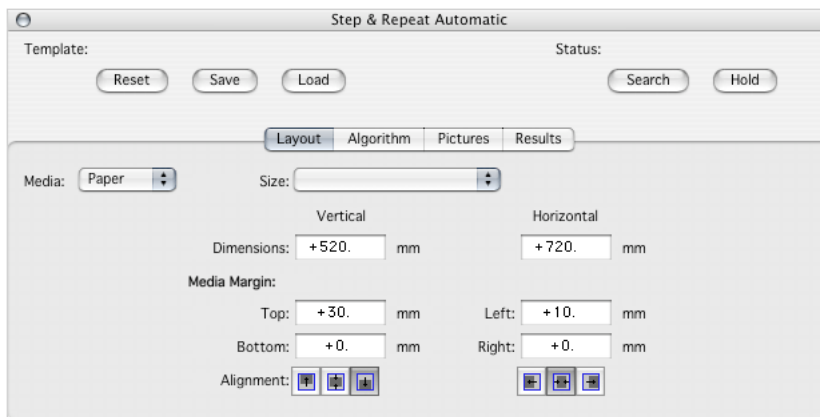 Step & Repeat Automatic
Template: Status:
Reset Save Load Search Hold
Layout Algorithm Pictures Results
Media: Paper Size:
Vertical Horizontal
Dimensions: +520. mm +720. mm
Media Margin:
Top: +30. mm Left: +10. mm
Bottom: +0. mm Right: +0. mm
Alignment: